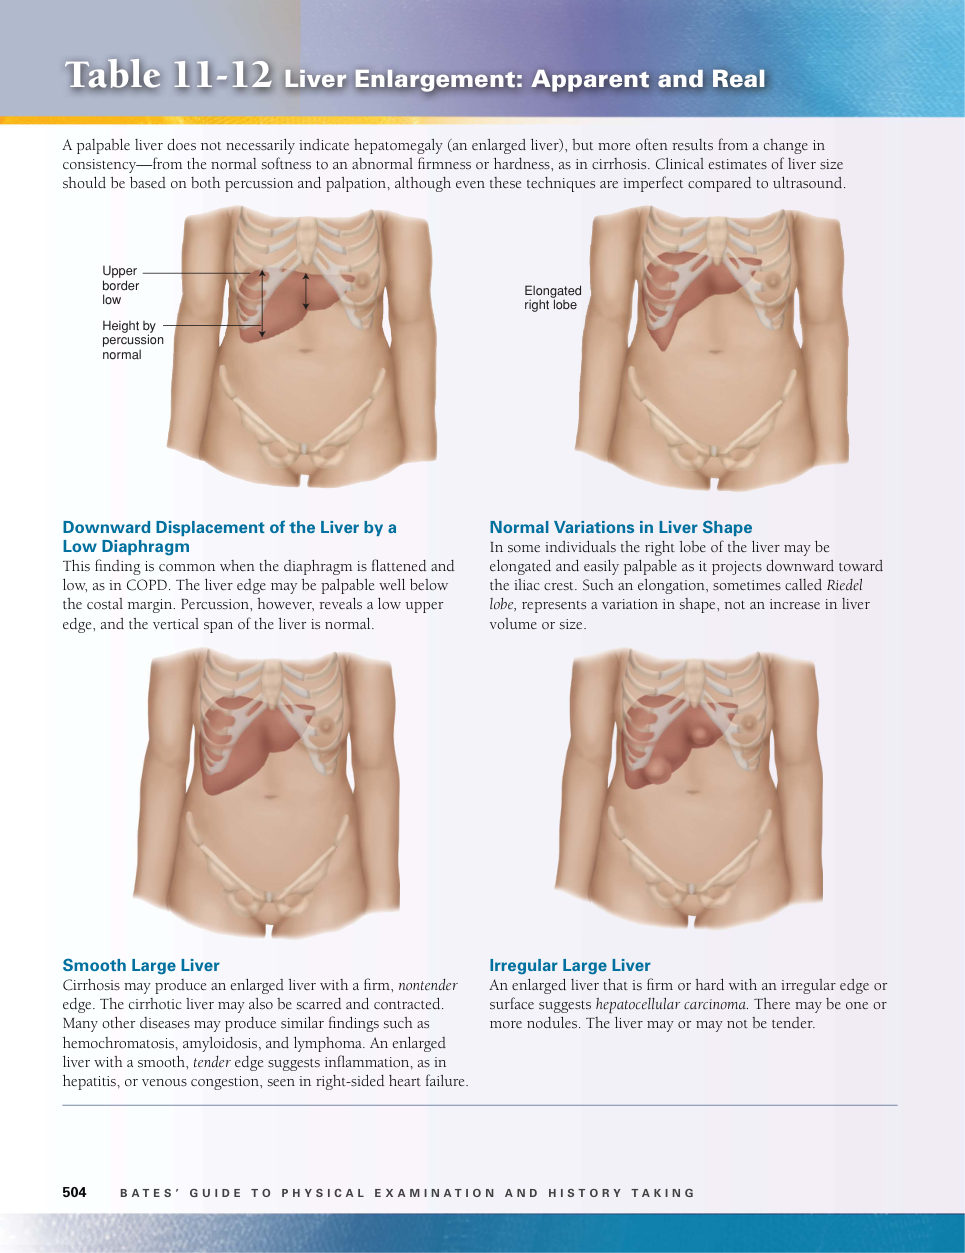 Table 11-12 Liver Enlargement: Apparent and Real
A palpable liver does not necessarily indicate hepatomegaly (an enlarged liver), but more often results from a change in
consistency—from the normal softness to an abnormal firmness or hardness, as in cirrhosis. Clinical estimates of liver size
should be based on both percussion and palpation, although even these techniques are imperfect compared to ultrasound.
Upper
border
low
Height by
percussion
normal
Elongated
right lobe
Downward Displacement of the Liver by a
Low Diaphragm
This finding is common when the diaphragm is flattened and
low, as in COPD. The liver edge may be palpable well below
the costal margin. Percussion, however, reveals a low upper
edge, and the vertical span of the liver is normal.
Normal Variations in Liver Shape
In some individuals the right lobe of the liver may be
elongated and easily palpable as it projects downward toward
the iliac crest. Such an elongation, sometimes called Riedel
lobe, represents a variation in shape, not an increase in liver
volume or size.
Smooth Large Liver
Cirrhosis may produce an enlarged liver with a firm, nontender
edge. The cirrhotic liver may also be scarred and contracted.
Many other diseases may produce similar findings such as
hemochromatosis, amyloidosis, and lymphoma. An enlarged
liver with a smooth, tender edge suggests inflammation, as in
hepatitis, or venous congestion, seen in right-sided heart failure.
Irregular Large Liver
An enlarged liver that is firm or hard with an irregular edge or
surface suggests hepatocellular carcinoma. There may be one or
more nodules. The liver may or may not be tender.
504 BATES' GUIDE TO PHYSICAL EXAMINATION AND HISTORY TAKING